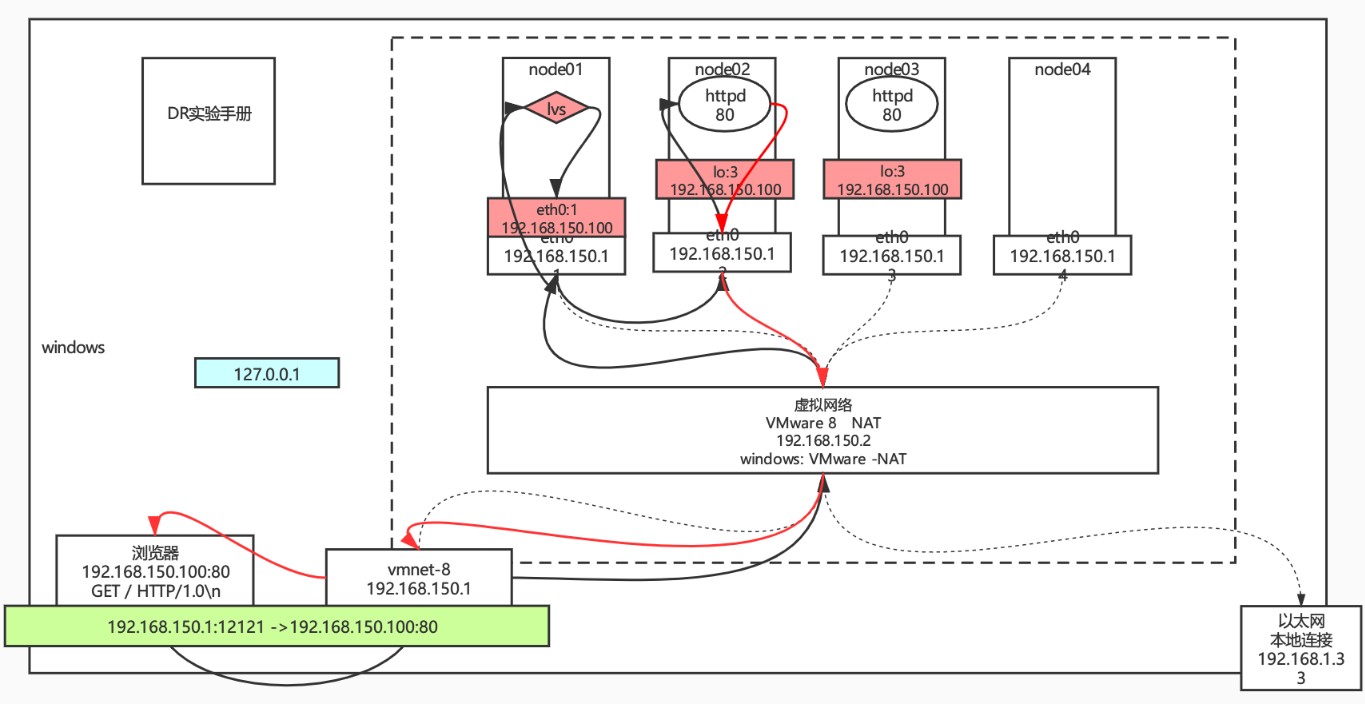 DR实验手册
windows
127.0.0.1
node01
lvs
eth0:1
192.168.150.100
eth0
192.168.150.1
1
node02
httpd
80
lo:3
192.168.150.100
eth0
192.168.150.1
2
node03
httpd
80
lo:3
192.168.150.100
eth0
192.168.150.1
3
node04
eth0
192.168.150.1
4
虚拟网络
VMware 8 NAT
192.168.150.2
windows: VMware -NAT
浏览器
192.168.150.100:80
GET / HTTP/1.0\n
vmnet-8
192.168.150.1
192.168.150.1:12121 ->192.168.150.100:80
以太网
本地连接
192.168.1.3
3